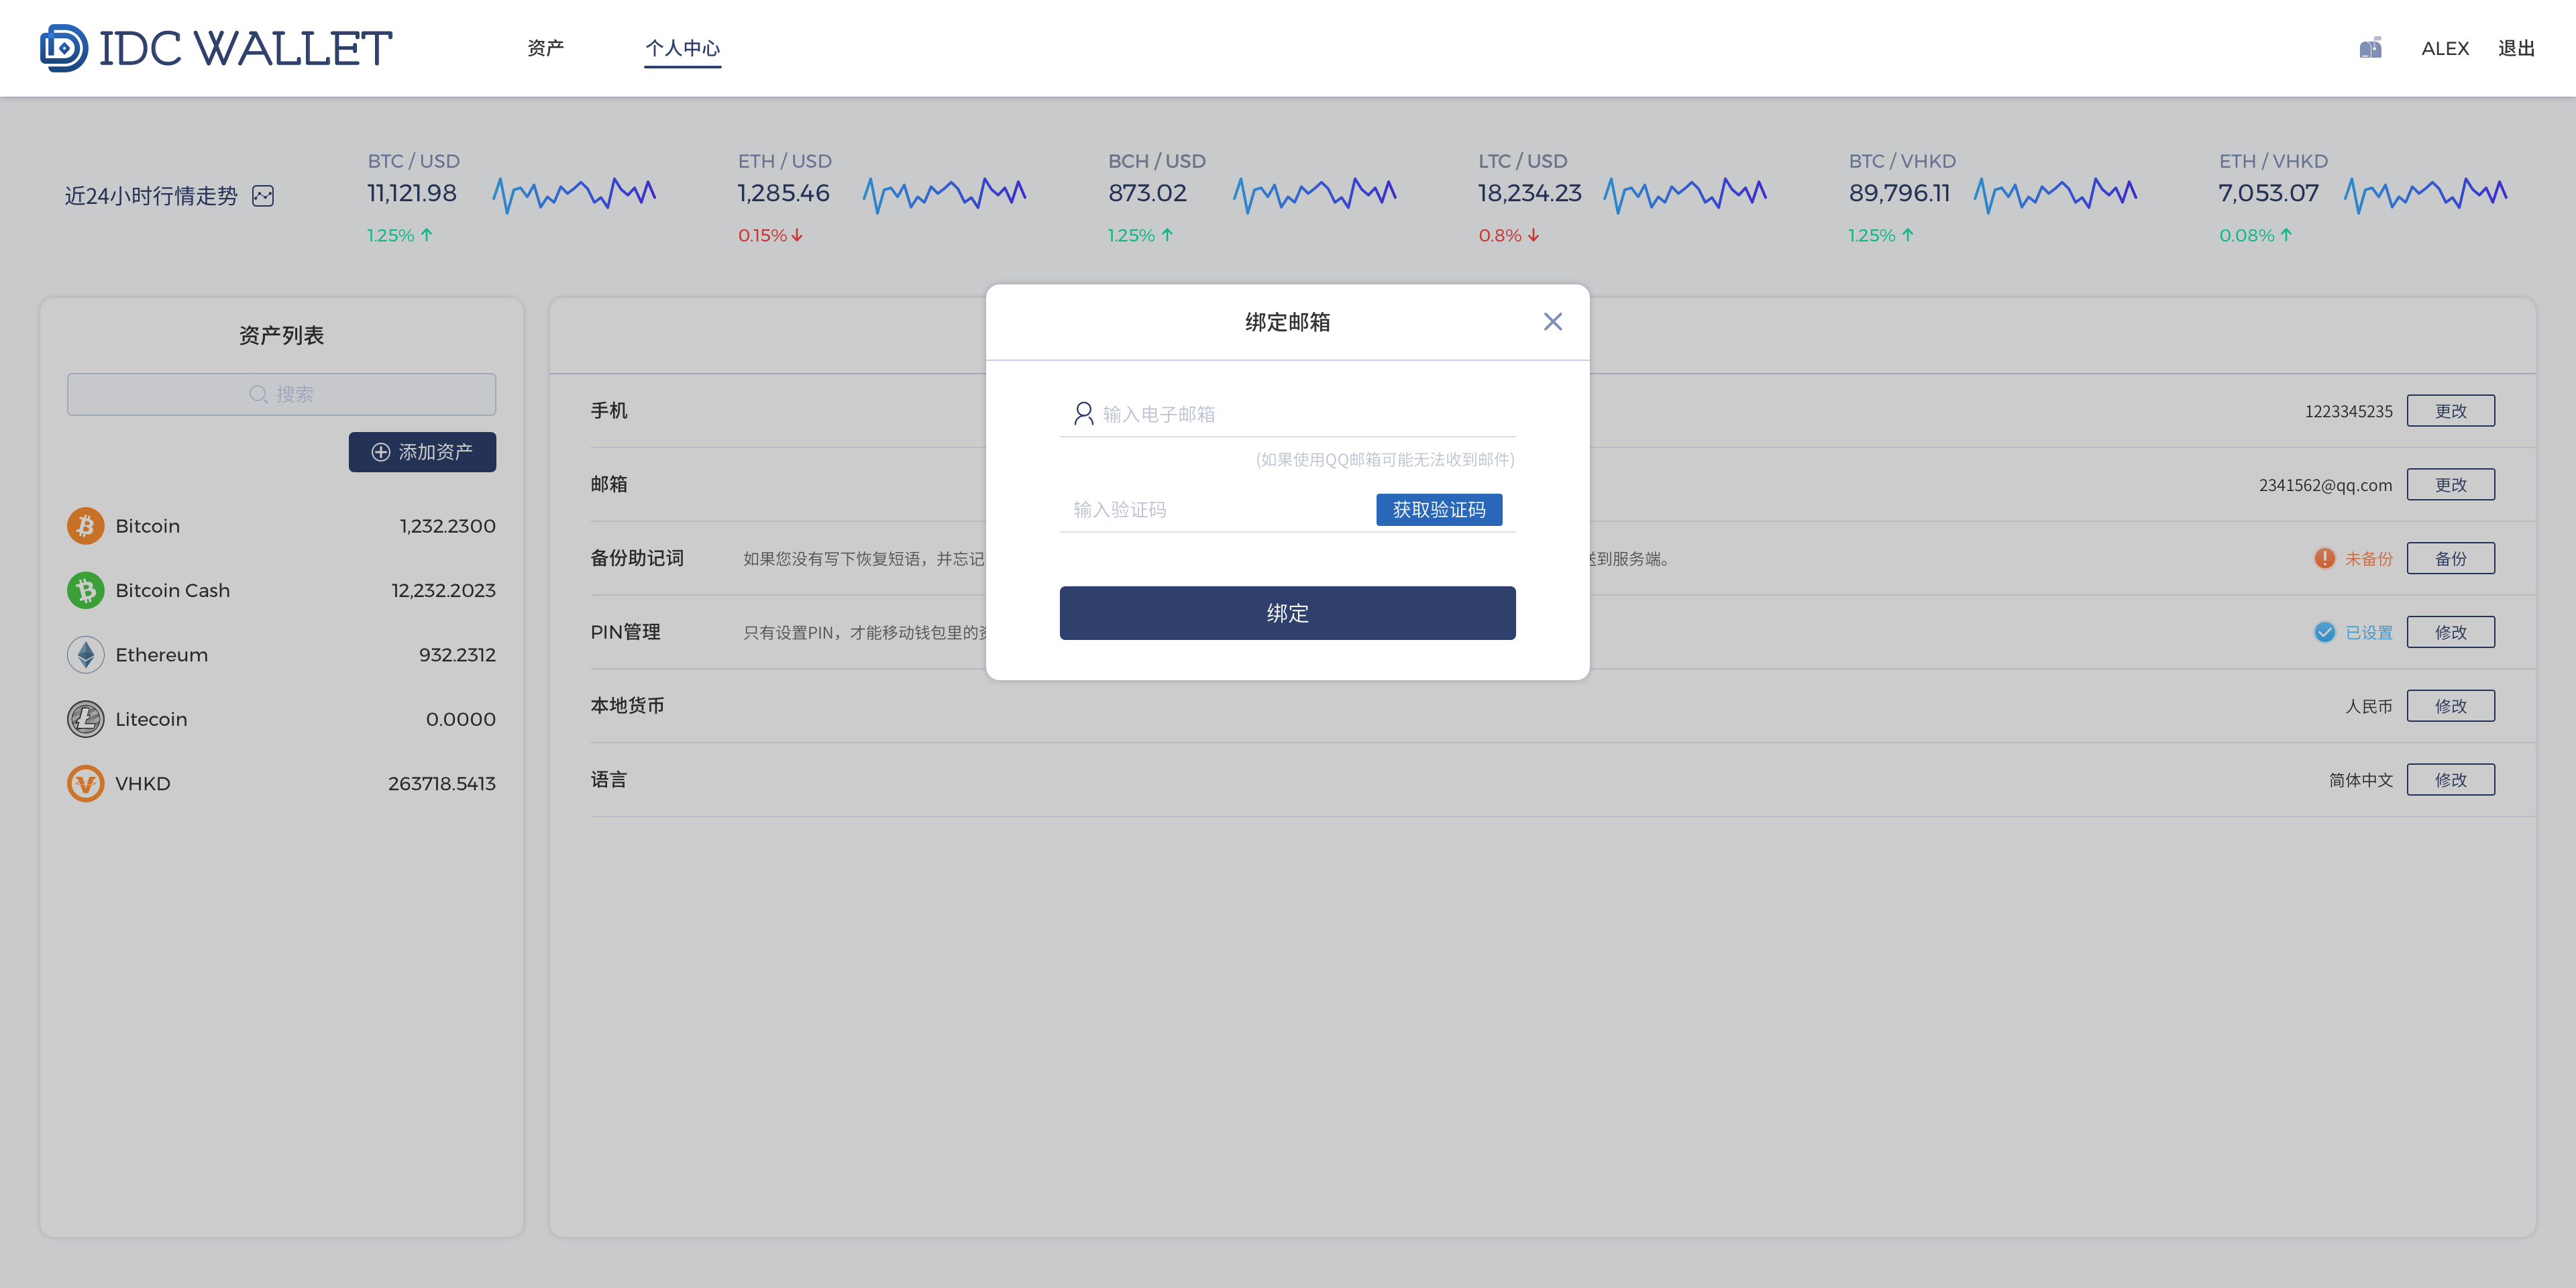 IDC WALLET
资产
个人中心
ALEX
退出
近24小时行情走势
BTC / USD
11,121.98
1.25%
ETH / USD
1,285.46
0.15%
BCH / USD
873.02
1.25%
LTC / USD
18,234.23
0.8%
BTC / VHKD
89,796.11
1.25%
ETH / VHKD
7,053.07
0.08%
资产列表
搜索
添加资产
Bitcoin 1,232.2300
Bitcoin Cash 12,232.2023
Ethereum 932.2312
Litecoin 0.0000
VHKD 263718.5413
手机 1223345235 更改
邮箱 2341562@qq.com 更改
备份助记词 如果您没有写下恢复短语，并忘记 到服务端。 未备份 备份
PIN管理 只有设置PIN，才能移动钱包里的 已设置 修改
本地货币 人民币 修改
语言 简体中文 修改
绑定邮箱
输入电子邮箱
(如果使用QQ邮箱可能无法收到邮件)
输入验证码 获取验证码
绑定